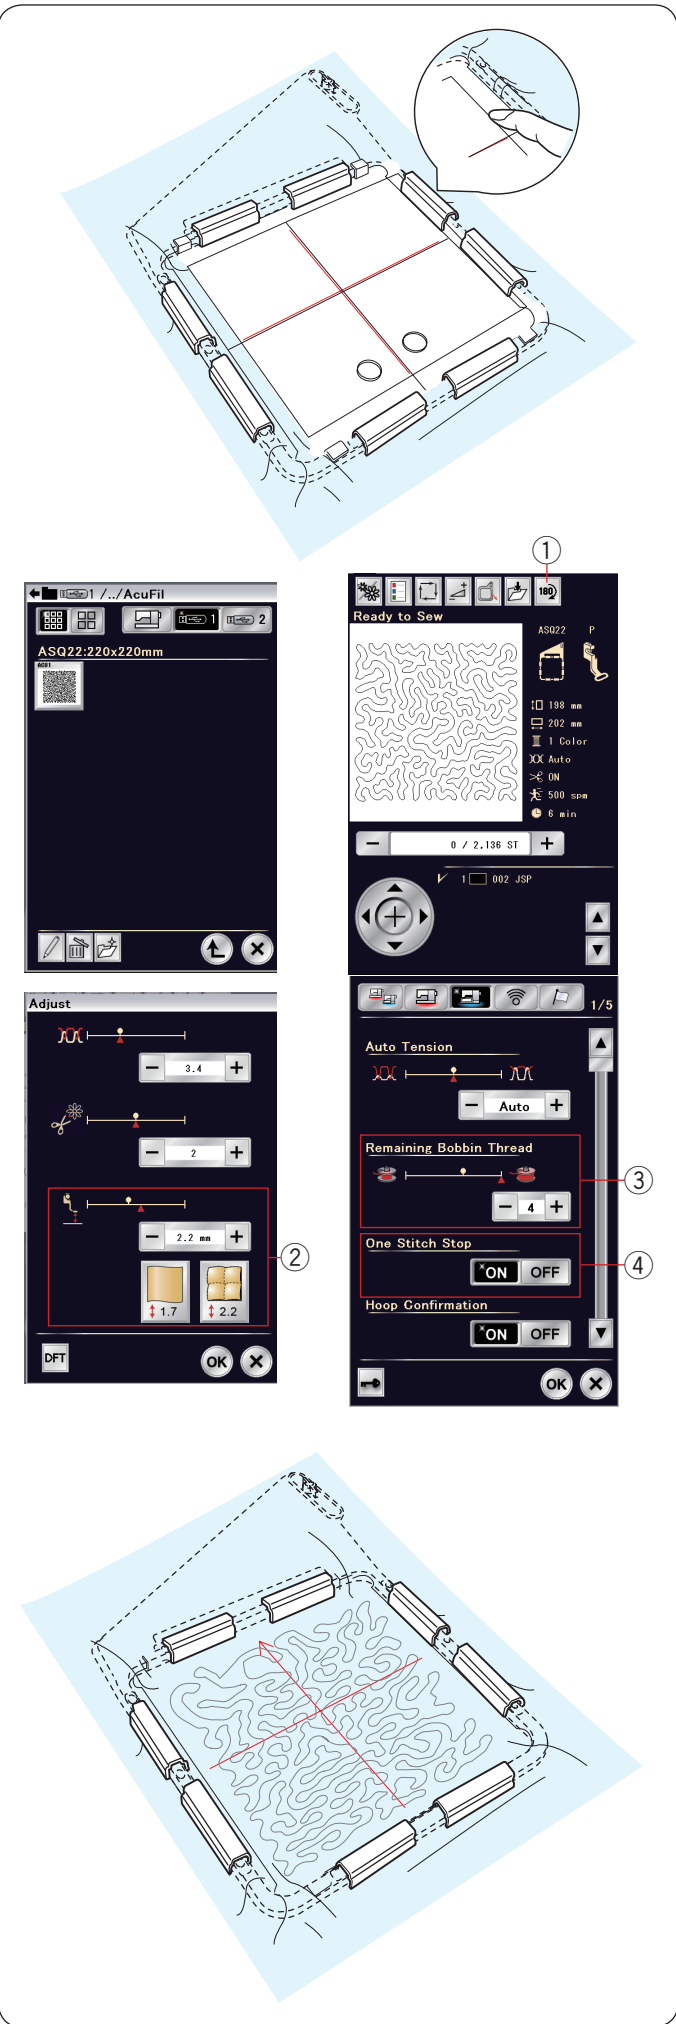 1
1 /../AcuFil
1
2
ASQ22:220x220mm
ACU1
180
Ready to Sew
ASQ22 P
198 mm
202 mm
1 Color
Auto
ON
500 spm
6 min
0 / 2.136 ST
1 002 JSP
Adjust
3.4
2
2.2 mm
1.7
2.2
2
DFT
OK
1/5
Auto Tension
Auto
Remaining Bobbin Thread
4
3
One Stitch Stop
ON OFF
4
Hoop Confirmation
ON OFF
OK